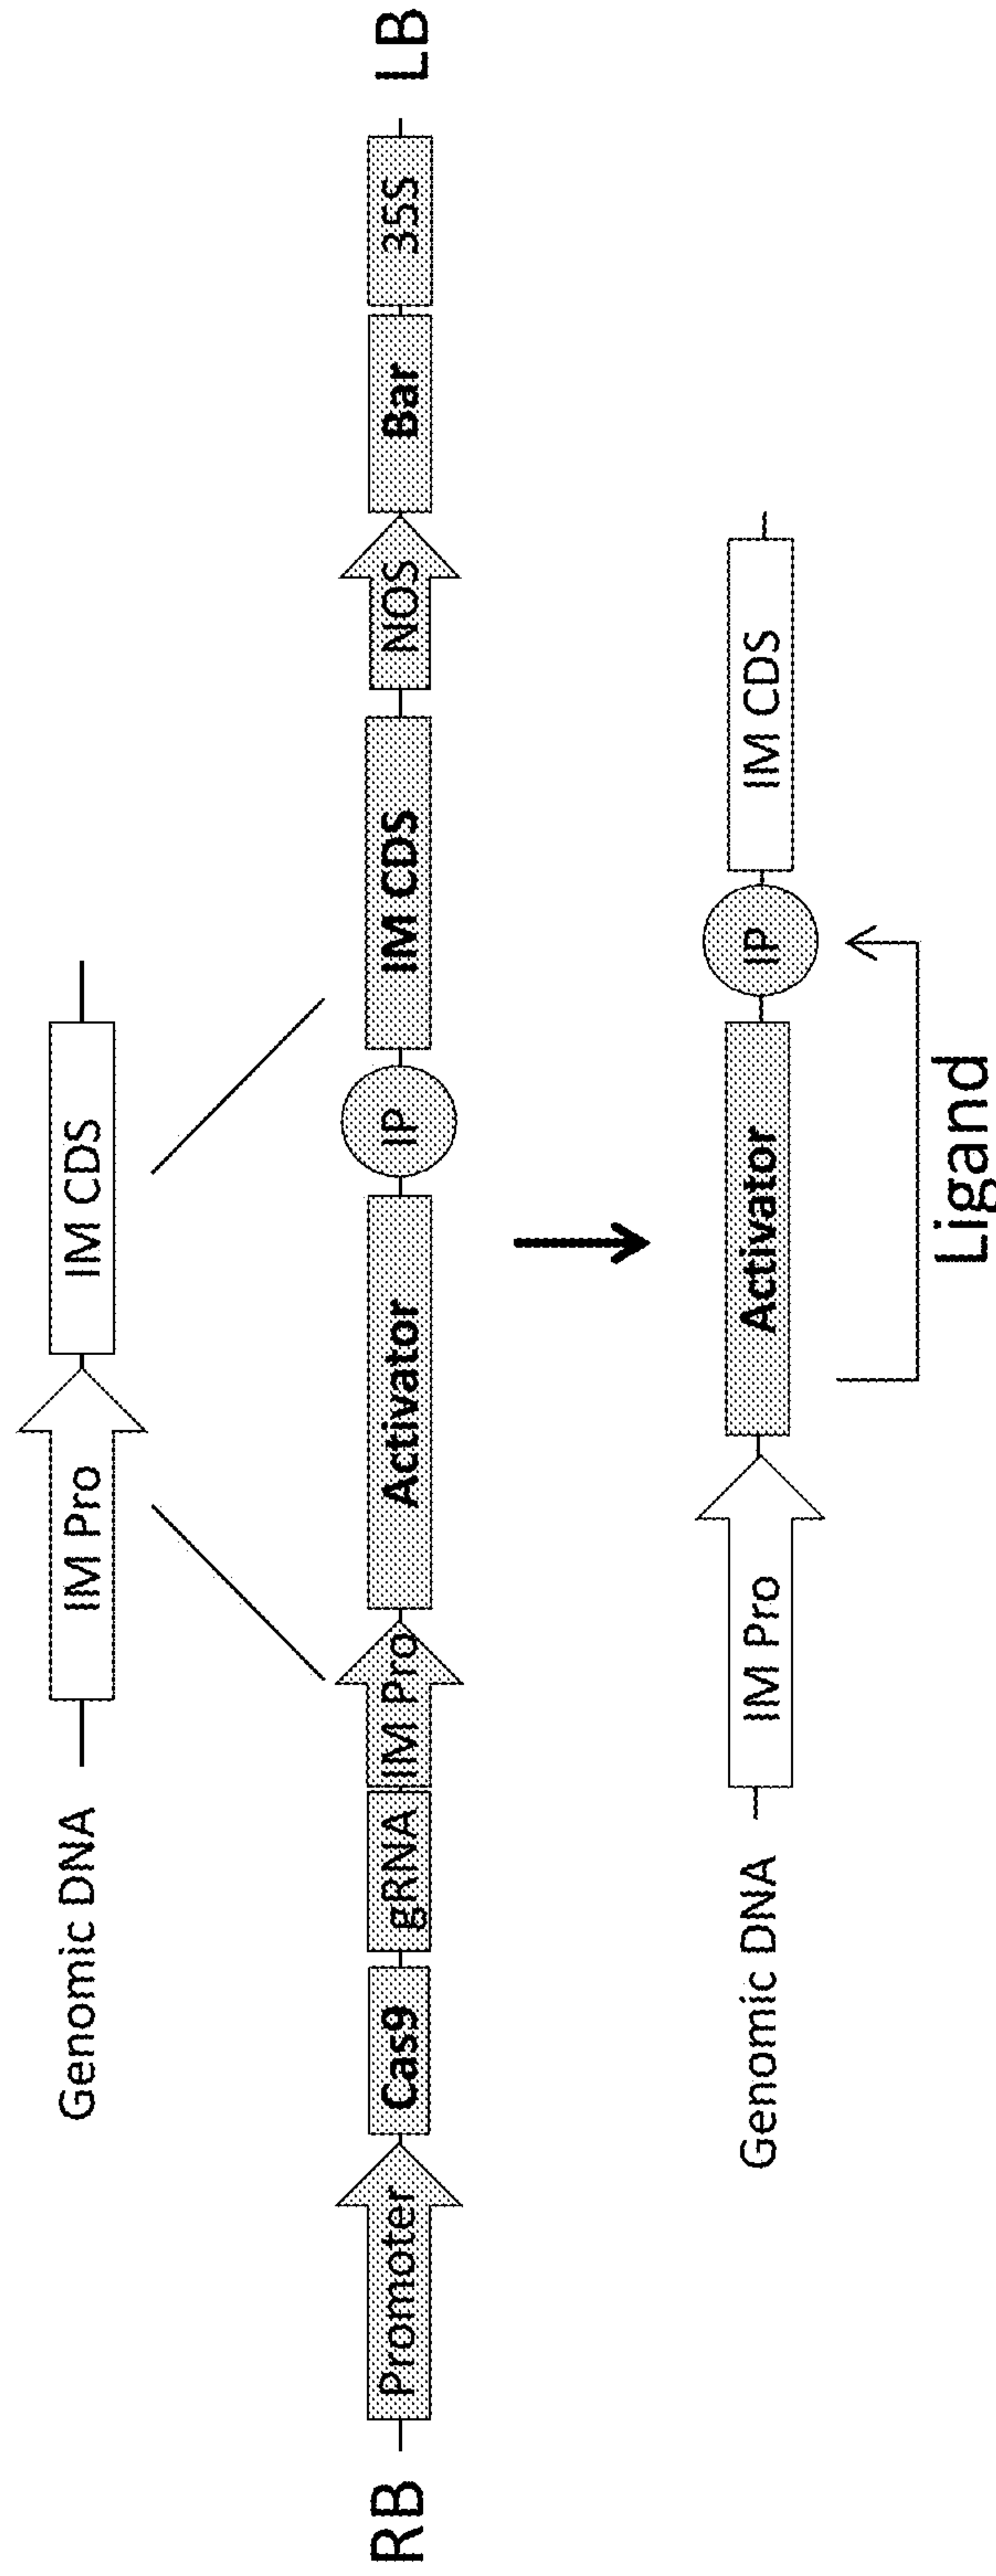 Genomic DNA
IM Pro
IM CDS
RB
Promoter
Cas9
gRNA
IM Pro
Activator
IP
IM CDS
NOS
Bar
35S
LB
Genomic DNA
IM Pro
Activator
IP
IM CDS
Ligand